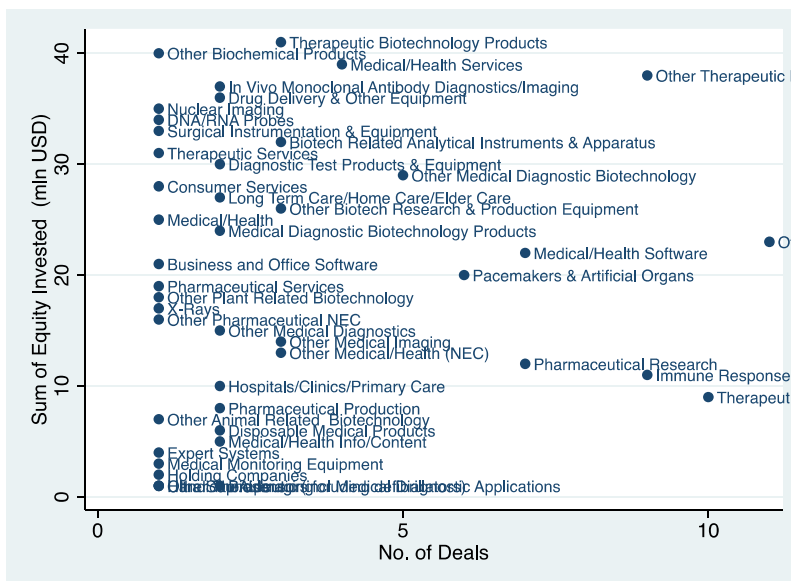 Sum of Equity Invested (mln USD)
40
30
20
10
0
Therapeutic Biotechnology Products
Other Biochemical Products
Medical/Health Services
Other Therapeutic
In Vivo Monoclonal Antibody Diagnostics/Imaging
Drug Delivery & Other Equipment
Nuclear Imaging
DNA/RNA Probes
Surgical Instrumentation & Equipment
Biotech Related Analytical Instruments & Apparatus
Therapeutic Services
Diagnostic Test Products & Equipment
Other Medical Diagnostic Biotechnology
Consumer Services
Long Term Care/Home Care/Elder Care
Other Biotech Research & Production Equipment
Medical/Health
Medical Diagnostic Biotechnology Products
Medical/Health Software
Business and Office Software
Pacemakers & Artificial Organs
Pharmaceutical Services
Other Plant Related Biotechnology
X-Rays
Other Pharmaceutical NEC
Other Medical Diagnostics
Other Medical Imaging
Other Medical/Health (NEC)
Pharmaceutical Research
Immune Response
Therapeut
Hospitals/Clinics/Primary Care
Pharmaceutical Production
Other Animal Related Biotechnology
Disposable Medical Products
Medical/Health Info/Content
Expert Systems
Medical Monitoring Equipment
Holding Companies
Applications
0
5
10
No. of Deals